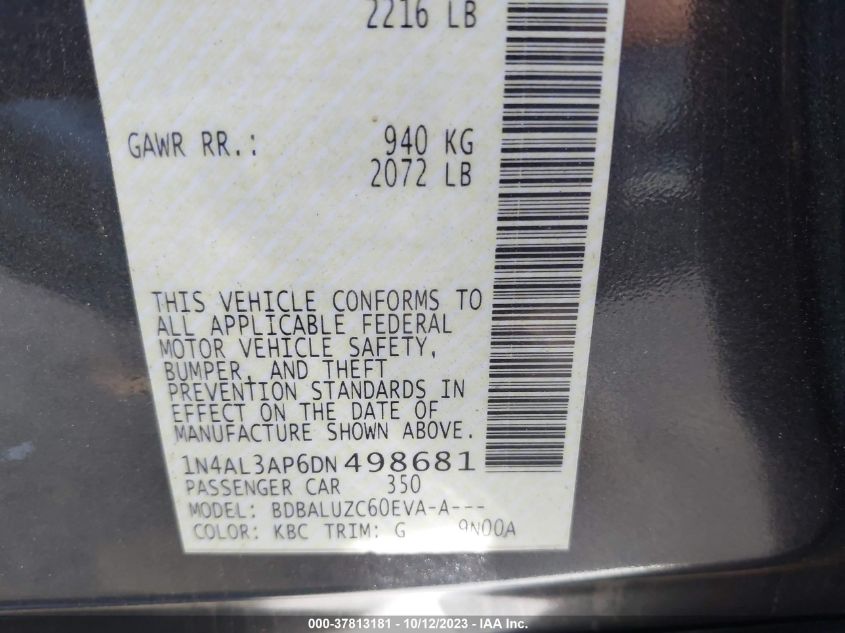 2216 LB
GAWR RR.: 940 KG
2072 LB
THIS VEHICLE CONFORMS TO
ALL APPLICABLE FEDERAL
MOTOR VEHICLE SAFETY,
BUMPER, AND THEFT
PREVENTION STANDARDS IN
EFFECT ON THE DATE OF
MANUFACTURE SHOWN ABOVE.
1N4AL3AP6DN498681
PASSENGER CAR 350
MODEL: BDBALUZC60EVA-A---
COLOR: KBC TRIM: G 9N00A
000-37813181 - 10/12/2023 - IAA Inc.